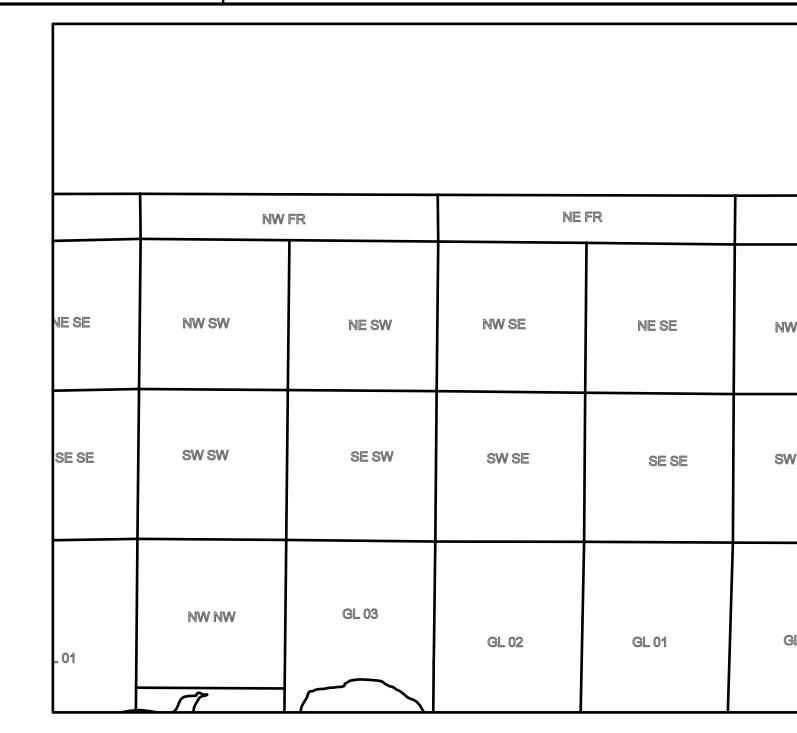 NW FR
NE FR
NE SE
NW SW
NE SW
NW SE
NE SE
NW
SE SE
SW SW
SE SW
SW SE
SE SE
SW
NW NW
GL 03
GL 02
GL 01
GL
01